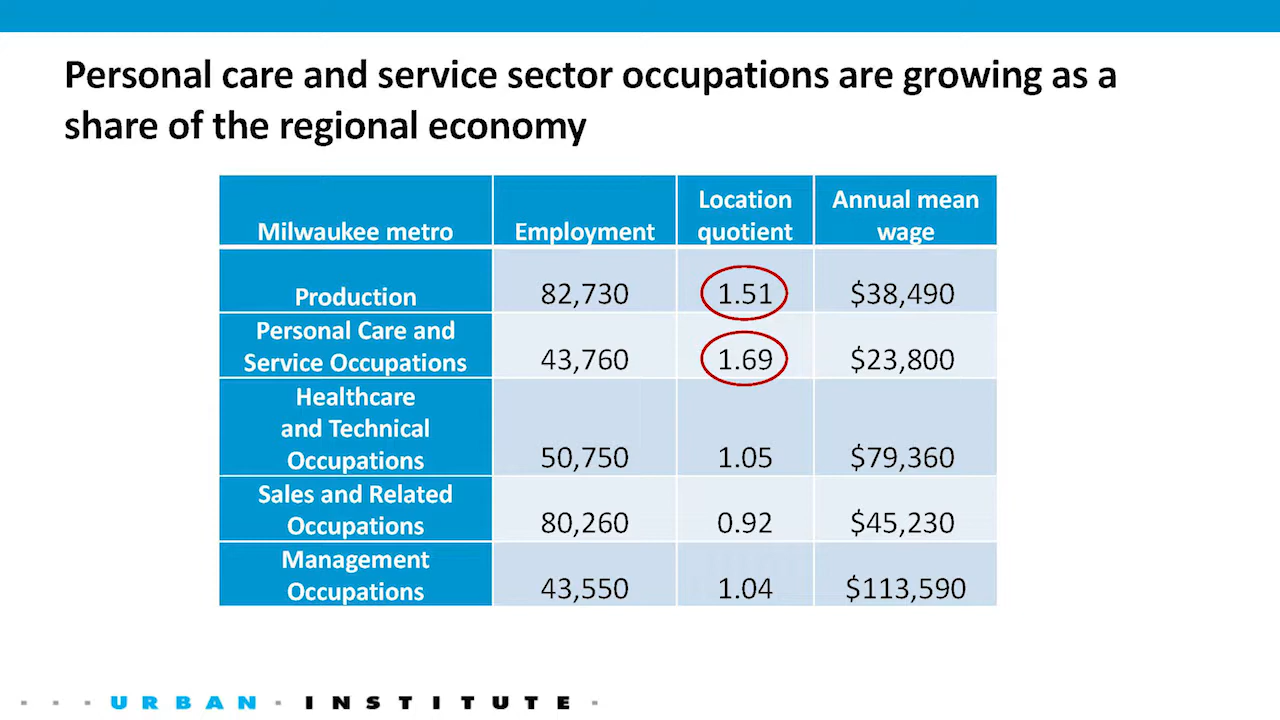 Personal care and service sector occupations are growing as a
share of the regional economy
Milwaukee metro
Employment
Location
quotient
Annual mean
wage
Production
82,730
1.51
$38,490
Personal Care and
Service Occupations
43,760
1.69
$23,800
Healthcare
and Technical
Occupations
50,750
1.05
$79,360
Sales and Related
Occupations
80,260
0.92
$45,230
Management
Occupations
43,550
1.04
$113,590
URBAN INSTITUTE